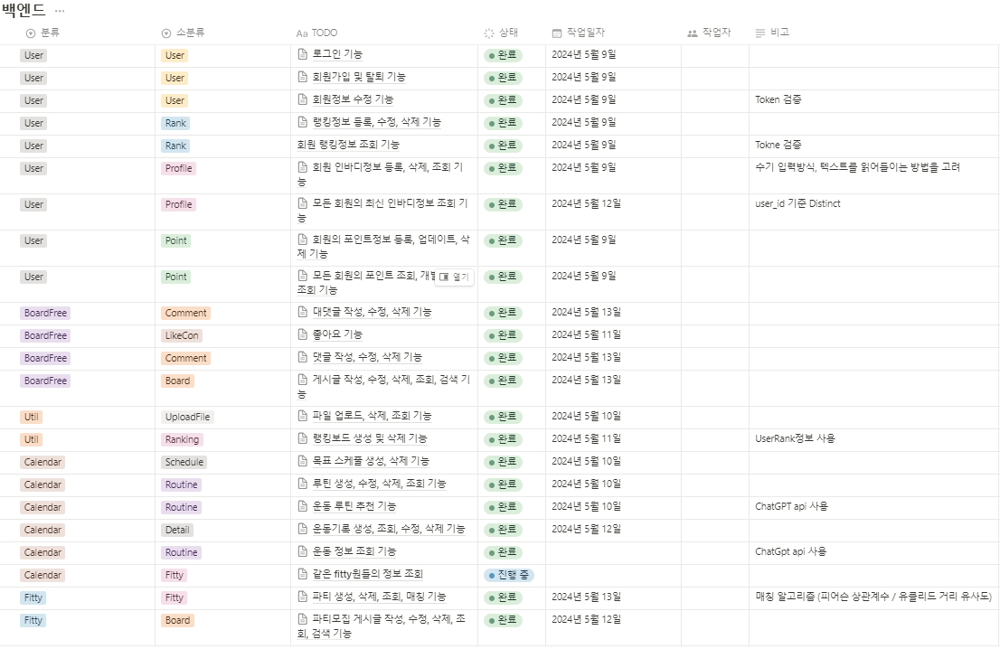 백엔드 ...
분류 소분류 Aa TODO 상태 작업일자 작업자 비고
User User 로그인 기능 완료 2024년 5월 9일
User User 회원가입 및 탈퇴 기능 완료 2024년 5월 9일
User User 회원정보 수정 기능 완료 2024년 5월 9일 Token 검증
User Rank 랭킹정보 등록, 수정, 삭제 기능 완료 2024년 5월 9일
User Rank 회원 랭킹정보 조회 기능 완료 2024년 5월 9일 Tokne 검증
User Profile 회원 인바디정보 등록, 삭제, 조회 기 완료 2024년 5월 9일 수기 입력방식, 텍스트를 읽어들이는 방법을 고려
능
User Profile 모든 회원의 최신 인바디정보 조회 기 완료 2024년 5월 12일 user_id 기준 Distinct
능
User Point 회원의 포인트정보 등록, 업데이트, 삭 완료 2024년 5월 9일
제 기능
User Point 모든 회원의 포인트 조회, 열기 완료 2024년 5월 9일
조회 기능
BoardFree Comment 대댓글 작성, 수정, 삭제 기능 완료 2024년 5월 13일
BoardFree LikeCon 좋아요 기능 완료 2024년 5월 11일
BoardFree Comment 댓글 작성, 수정, 삭제 기능 완료 2024년 5월 13일
BoardFree Board 게시글 작성, 수정, 삭제, 조회, 검색 기 완료 2024년 5월 13일
능
Util UploadFile 파일 업로드, 삭제, 조회 기능 완료 2024년 5월 10일
Util Ranking 랭킹보드 생성 및 삭제 기능 완료 2024년 5월 11일 UserRank정보 사용
Calendar Schedule 목표 스케쥴 생성, 삭제 기능 완료 2024년 5월 10일
Calendar Routine 루틴 생성, 수정, 삭제, 조회 기능 완료 2024년 5월 10일
Calendar Routine 운동 루틴 추천 기능 완료 2024년 5월 10일 ChatGPT api 사용
Calendar Detail 운동기록 생성, 조회, 수정, 삭제 기능 완료 2024년 5월 12일
Calendar Routine 운동 정보 조회 기능 완료 ChatGpt api 사용
Calendar Fitty 같은 fitty원들의 정보 조회 진행 중
Fitty Fitty 파티 생성, 삭제, 조회, 매칭 기능 완료 2024년 5월 13일 매칭 알고리즘 (피어슨 상관계수 / 유클리드 거리 유사도)
Fitty Board 파티모집 게시글 작성, 수정, 삭제, 조 완료 2024년 5월 12일
회, 검색 기능